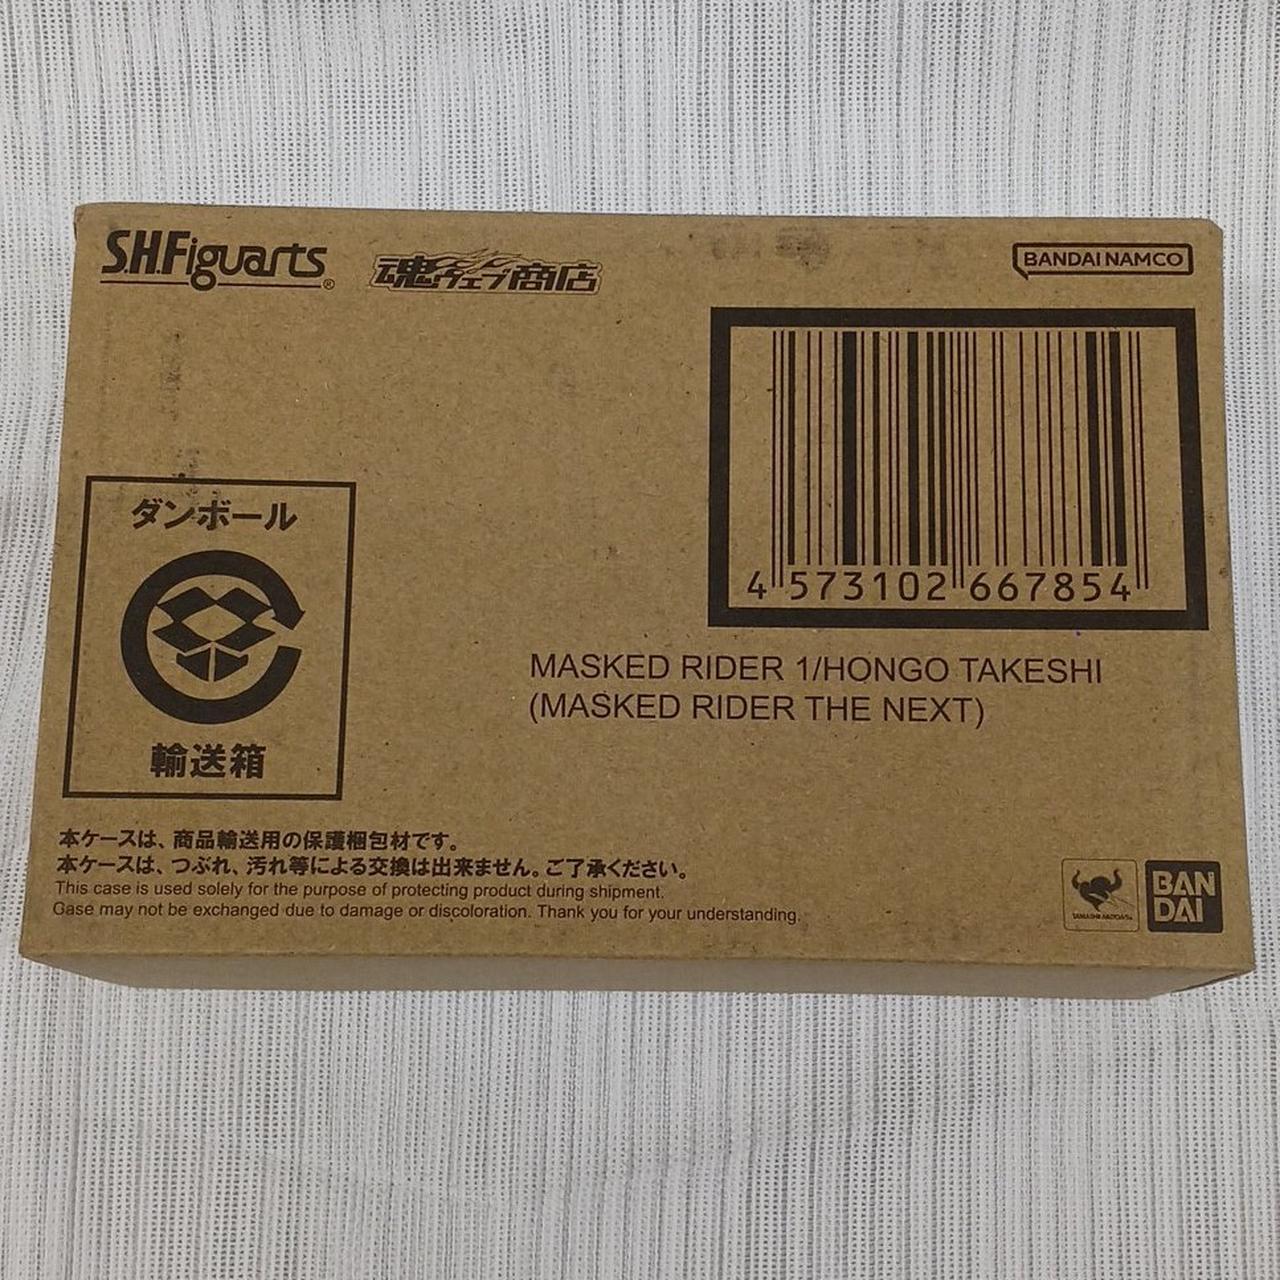 S.H.Figuarts®
魂ウェブ商店
BANDAI NAMCO
4 573102 667854
MASKED RIDER 1/HONGO TAKESHI
(MASKED RIDER THE NEXT)
ダンボール
輸送箱
本ケースは、商品輸送用の保護梱包材です。
本ケースは、つぶれ、汚れ等による交換は出来ません。ご了承ください。
This case is used solely for the purpose of protecting product during shipment.
Case may not be exchanged due to damage or discoloration. Thank you for your understanding.
TAMASHII NATIONS
BAN
DAI